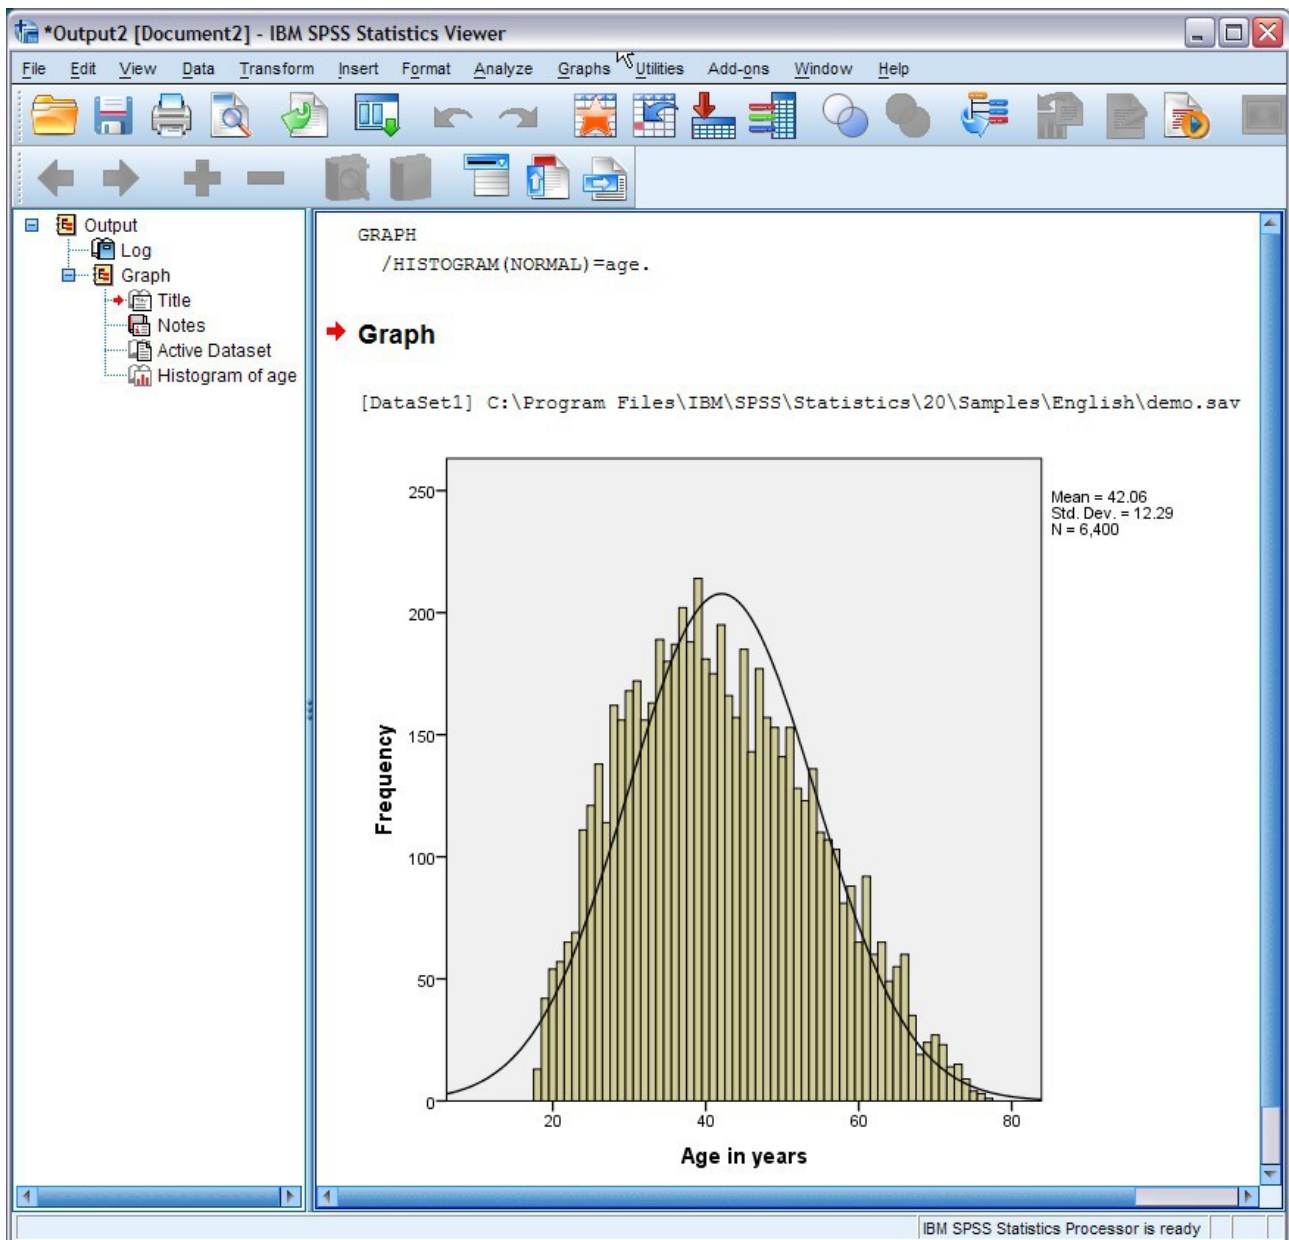 *Output2 [Document2] - IBM SPSS Statistics Viewer
File Edit View Data Transform Insert Format Analyze Graphs Utilities Add-ons Window Help
Output
Log
Graph
Title
Notes
Active Dataset
Histogram of age
GRAPH
/HISTOGRAM(NORMAL)=age.
Graph
[DataSet1] C:\Program Files\IBM\SPSS\Statistics\20\Samples\English\demo.sav
Mean = 42.06
Std. Dev. = 12.29
N = 6,400
Frequency
250
200
150
100
50
0
20 40 60 80
Age in years
IBM SPSS Statistics Processor is ready